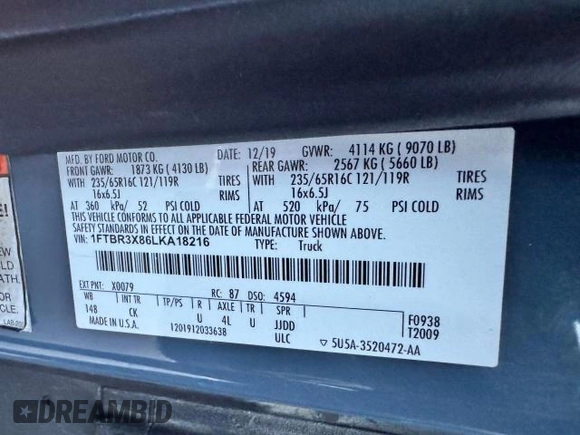 MFD. BY FORD MOTOR CO. DATE: 12/19 GVWR: 4114 KG ( 9070 LB)
FRONT GAWR: 1873 KG ( 4130 LB) REAR GAWR: 2567 KG ( 5660 LB)
WITH 235/65R16C 121/119R TIRES WITH 235/65R16C 121/119R TIRES
16x6.5J RIMS 16x6.5J RIMS
AT 360 kPa/ 52 PSI COLD AT 520 kPa/ 75 PSI COLD
THIS VEHICLE CONFORMS TO ALL APPLICABLE FEDERAL MOTOR VEHICLE
SAFETY STANDARDS IN EFFECT ON THE DATE OF MANUFACTURE SHOWN ABOVE.
VIN: 1FTBR3X86LKA18216 TYPE: Truck
EXT PNT: X0079 RC: 87 DSO: 4594
WB INT TR TP/PS R AXLE TR SPR F0938
148 CK U 4L U JJDD T2009
MADE IN U.S.A. 1201912033638 ULC ▽ 5U5A-3520472-AA
DREAMBID